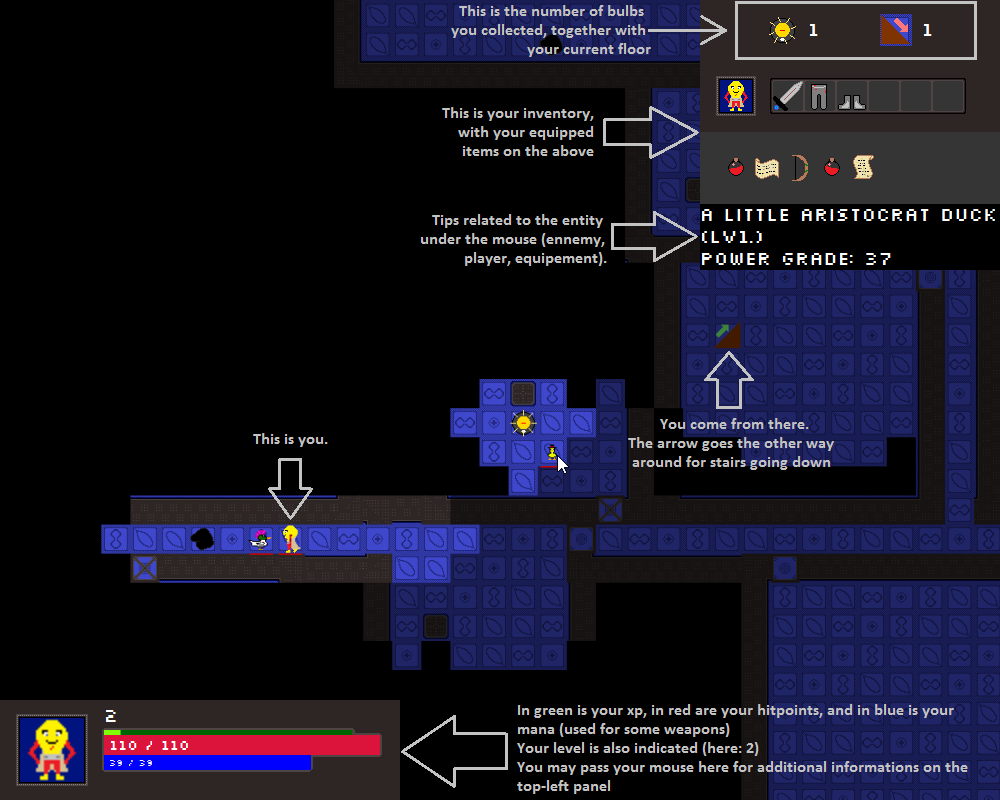 This is the number of bulbs
you collected, together with
your current floor
1
1
This is your inventory,
with your equipped
items on the above
Tips related to the entity
under the mouse (ennemy,
player, equipement).
A LITTLE ARISTOCRAT DUCK
(LV1.)
POWER GRADE: 37
You come from there.
The arrow goes the other way
around for stairs going down
This is you.
2
110 / 110
39 / 39
In green is your xp, in red are your hitpoints, and in blue is your
mana (used for some weapons)
Your level is also indicated (here: 2)
You may pass your mouse here for additional informations on the
top-left panel